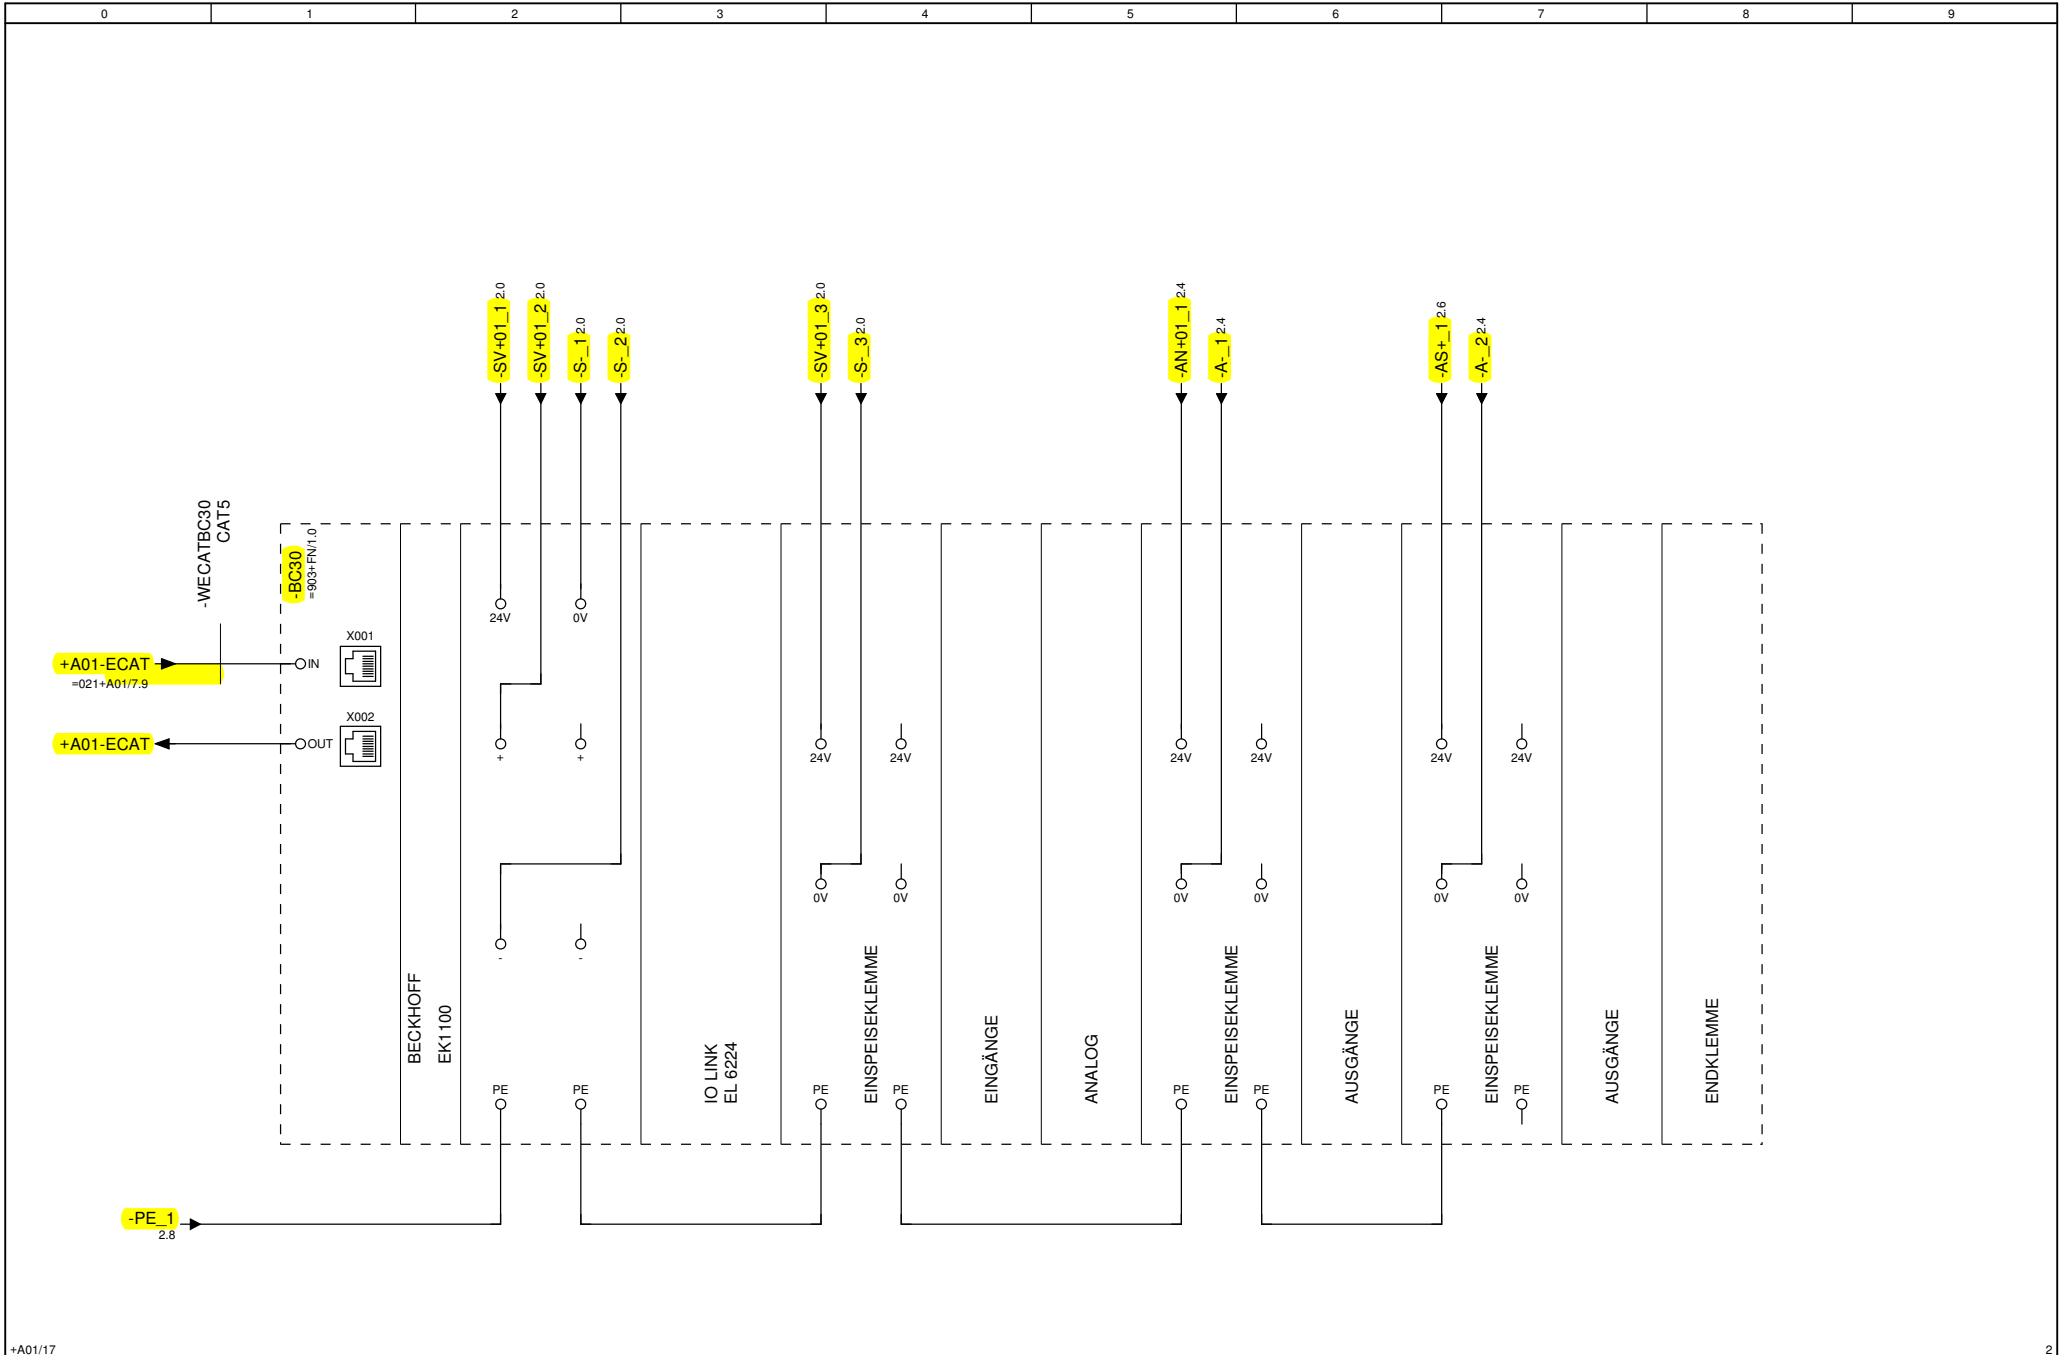 0 1 2 3 4 5 6 7 8 9
-SV+01_1 2.0
-SV+01_2 2.0
-S-_1 2.0
-S-_2 2.0
-SV+01_3 2.0
-S-_3 2.0
-AN+01_1 2.4
-A-_1 2.4
-AS+_1 2.6
-A-_2 2.4
-WECATBC30
CAT5
-BC30
=903+FN/1.0
24V 0V
X001
+A01-ECAT IN
=021+A01/7.9
X002
+A01-ECAT OUT
+ + 24V 24V 24V 24V 24V 24V
0V 0V 0V 0V 0V 0V
- -
BECKHOFF
EK1100
IO LINK
EL 6224
EINSPEISEKLEMME
EINGÄNGE
ANALOG
EINSPEISEKLEMME
AUSGÄNGE
EINSPEISEKLEMME
AUSGÄNGE
ENDKLEMME
PE PE PE PE PE PE PE PE
-PE_1
2.8
+A01/17 2